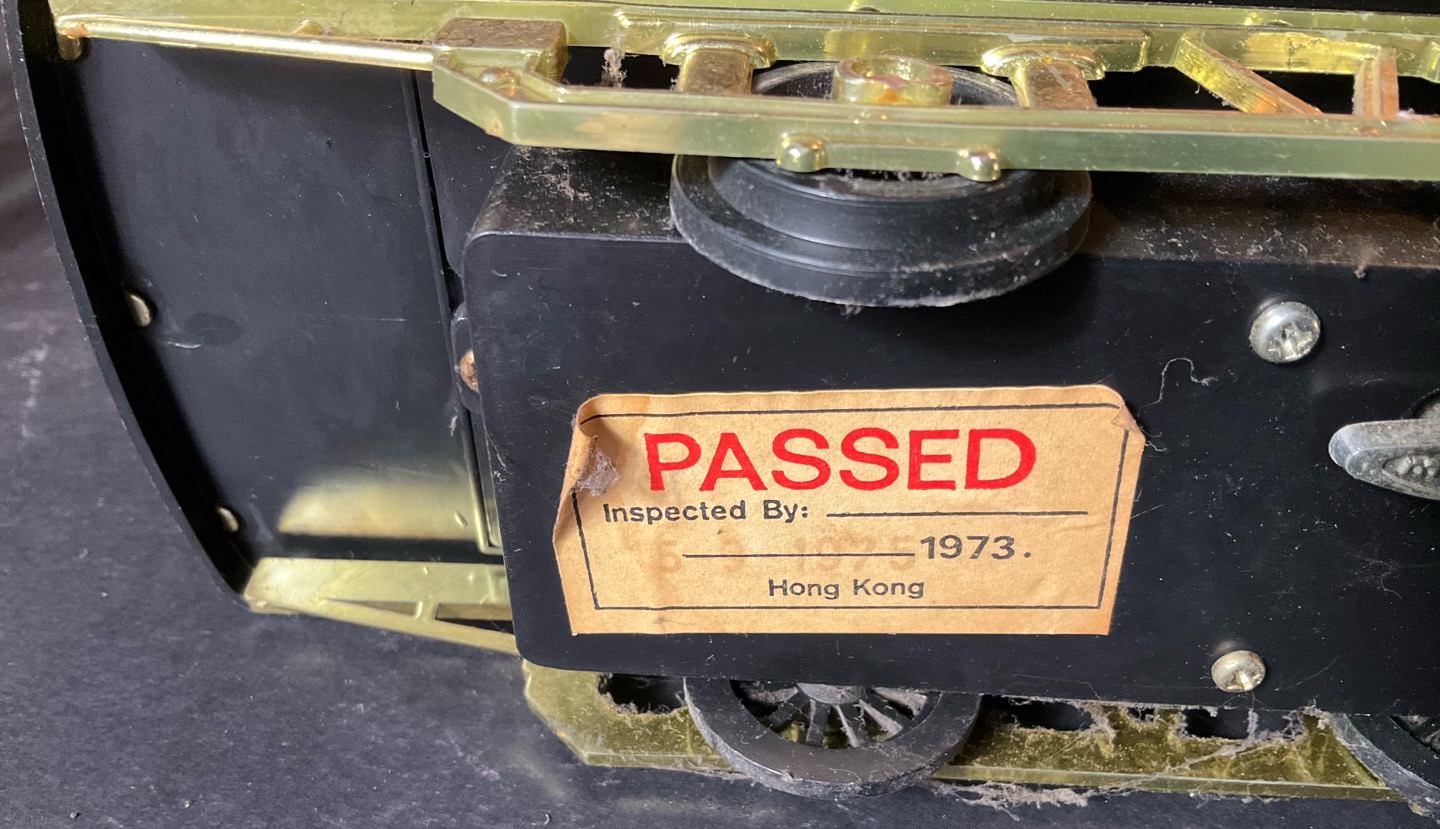 PASSED
Inspected By:
1973.
Hong Kong